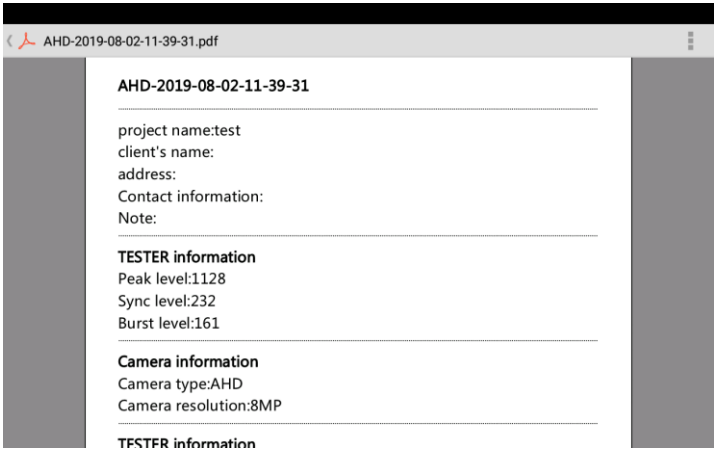 AHD-2019-08-02-11-39-31.pdf
AHD-2019-08-02-11-39-31
project name:test
client's name:
address:
Contact information:
Note:
TESTER information
Peak level:1128
Sync level:232
Burst level:161
Camera information
Camera type:AHD
Camera resolution:8MP
TESTER information